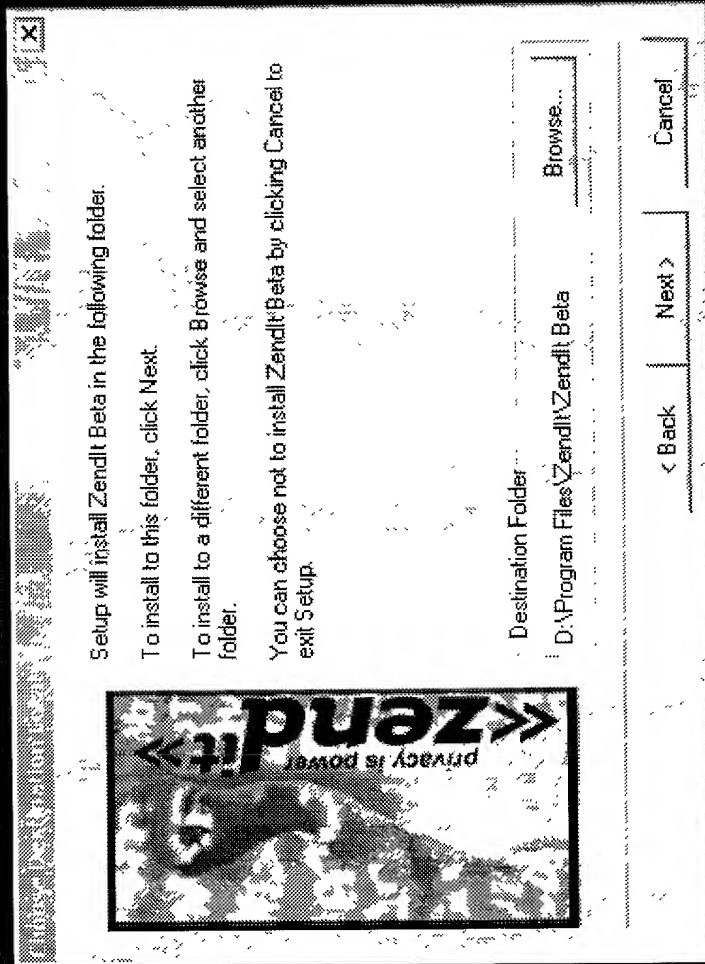 Setup will install ZendIt Beta in the following folder.
To install to this folder, click Next.
To install to a different folder, click Browse and select another
folder.
You can choose not to install ZendIt Beta by clicking Cancel to
exit Setup.
«zend
it»
privacy is power
Destination Folder
D:\Program Files\ZendIt\ZendIt Beta
Browse...
< Back
Next >
Cancel